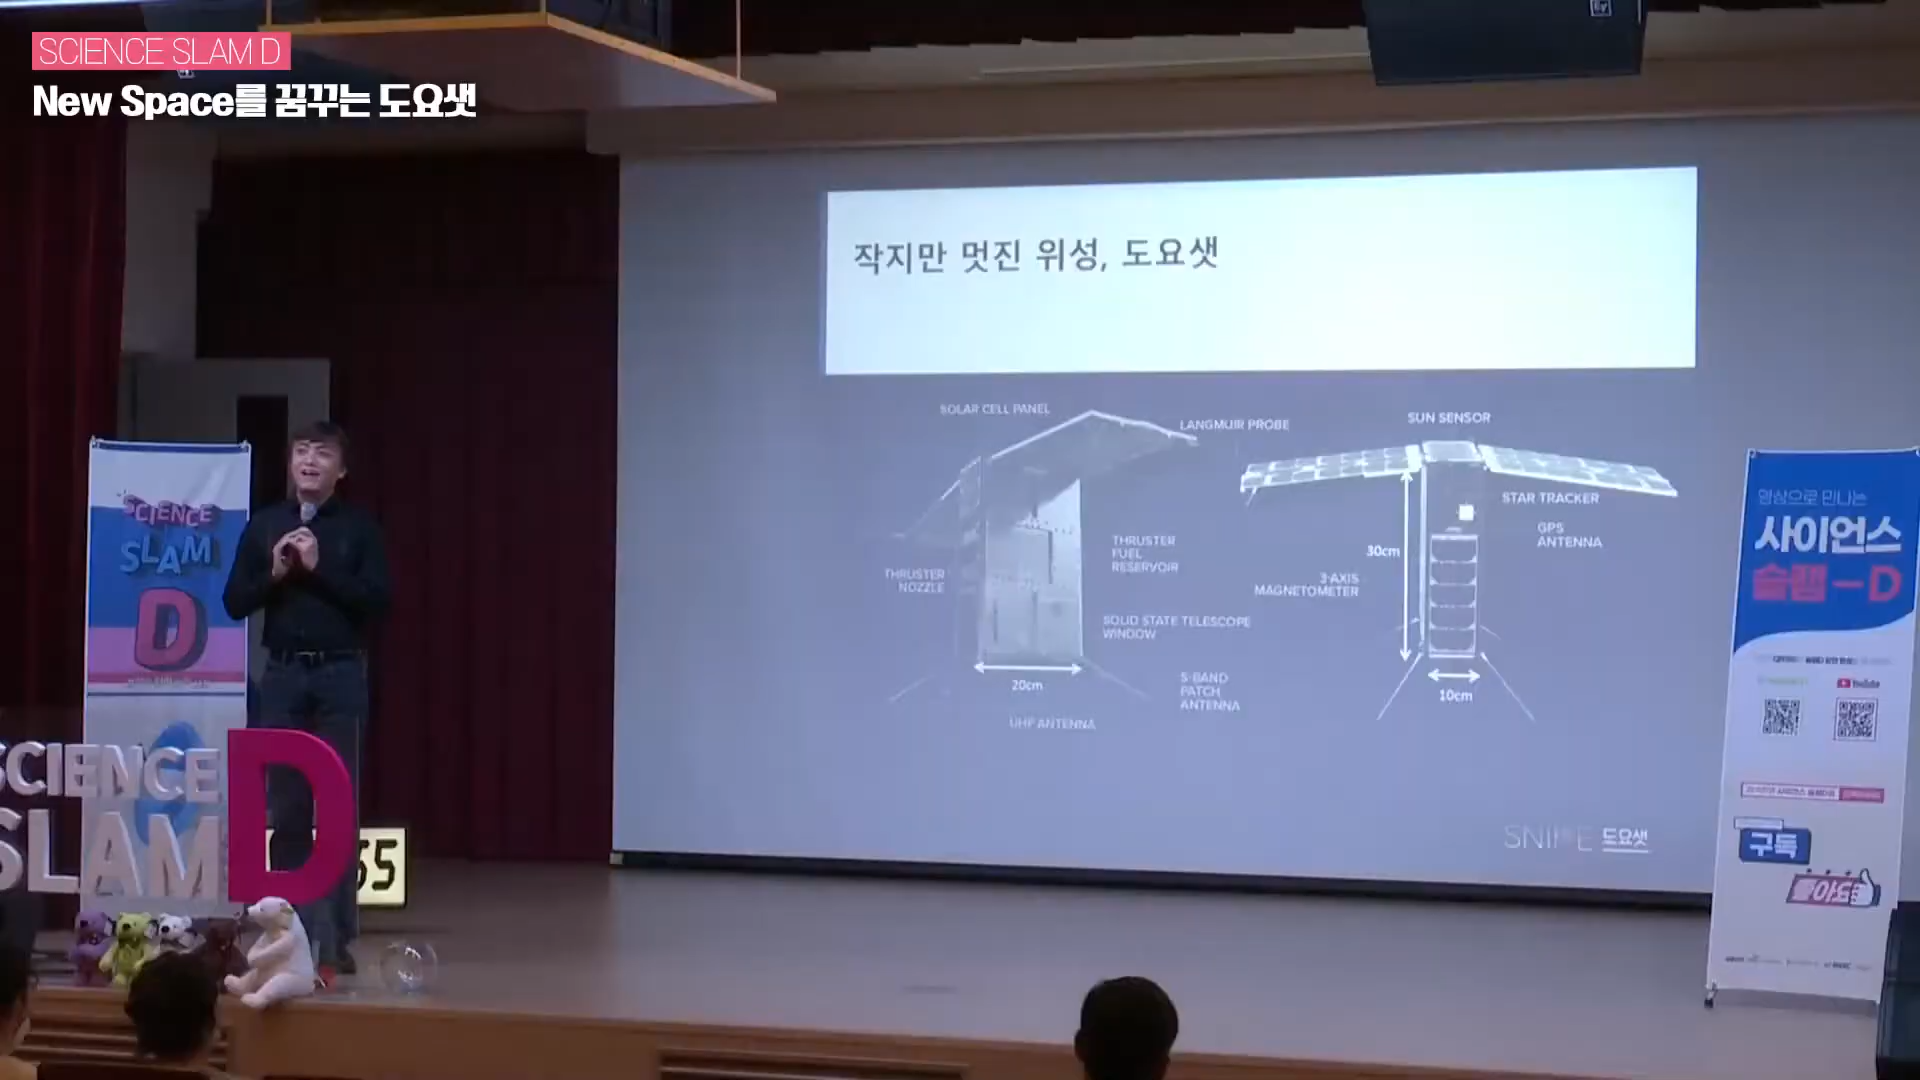 SCIENCE SLAM D
New Space를 꿈꾸는 도요샛
작지만 멋진 위성, 도요샛
SOLAR CELL PANEL
LANGMUIR PROBE
SUN SENSOR
STAR TRACKER
GPS
ANTENNA
THRUSTER
FUEL
RESERVOIR
30cm
THRUSTER
NOZZLE
3-AXIS
MAGNETOMETER
SOLID STATE TELESCOPE
WINDOW
20cm
S-BAND
PATCH
ANTENNA
10cm
UHF ANTENNA
SNIPE 도요샛
SCIENCE
SLAM
D
SCIENCE
SLAM
D
55
영상으로 만나는
사이언스
슬램-D
YouTube
구독
좋아요